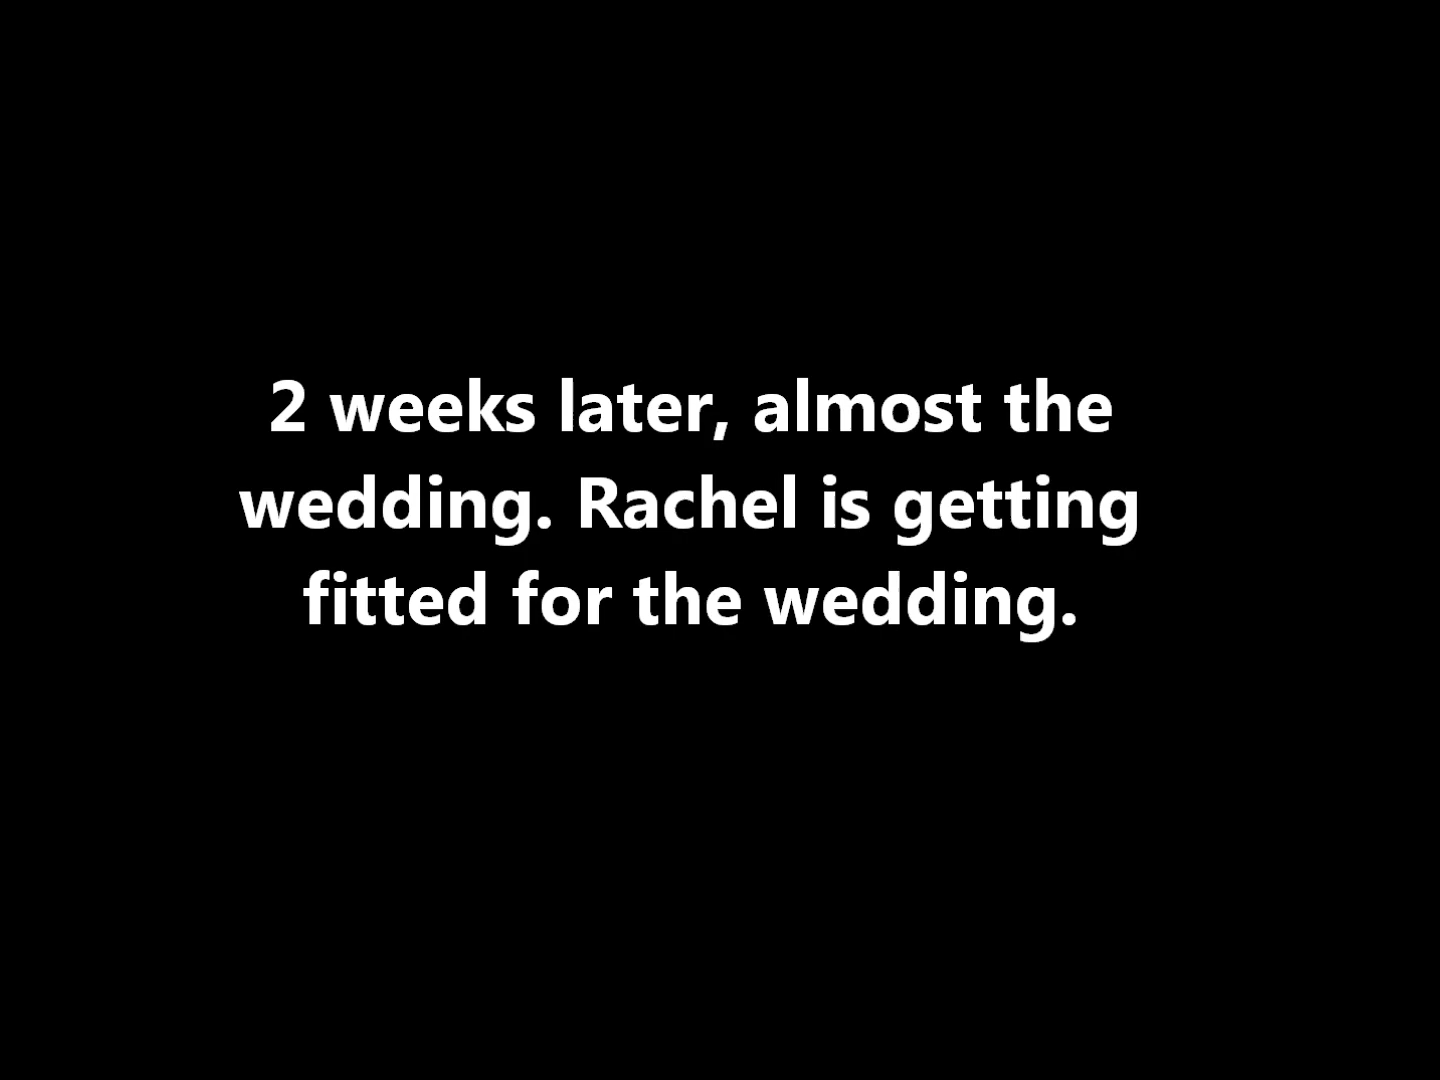 2 weeks later, almost the
wedding. Rachel is getting
fitted for the wedding.